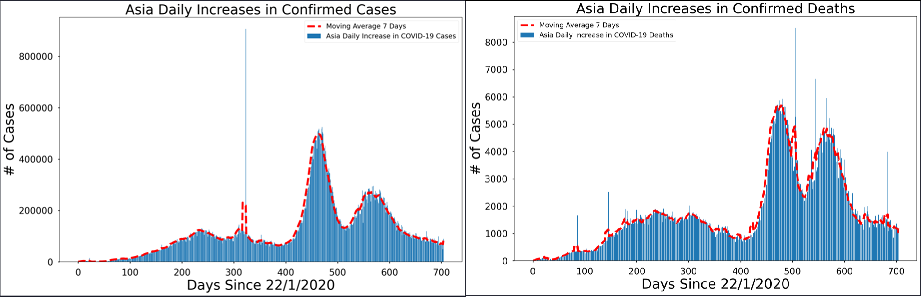 Asia Daily Increases in Confirmed Cases
Moving Average 7 Days
Asia Daily Increase in COVID-19 Cases
800000
600000
400000
200000
0
# of Cases
0 100 200 300 400 500 600 700
Days Since 22/1/2020
Asia Daily Increases in Confirmed Deaths
Moving Average 7 Days
Asia Daily Increase in COVID-19 Deaths
8000
7000
6000
5000
4000
3000
2000
1000
0
# of Cases
0 100 200 300 400 500 600 700
Days Since 22/1/2020